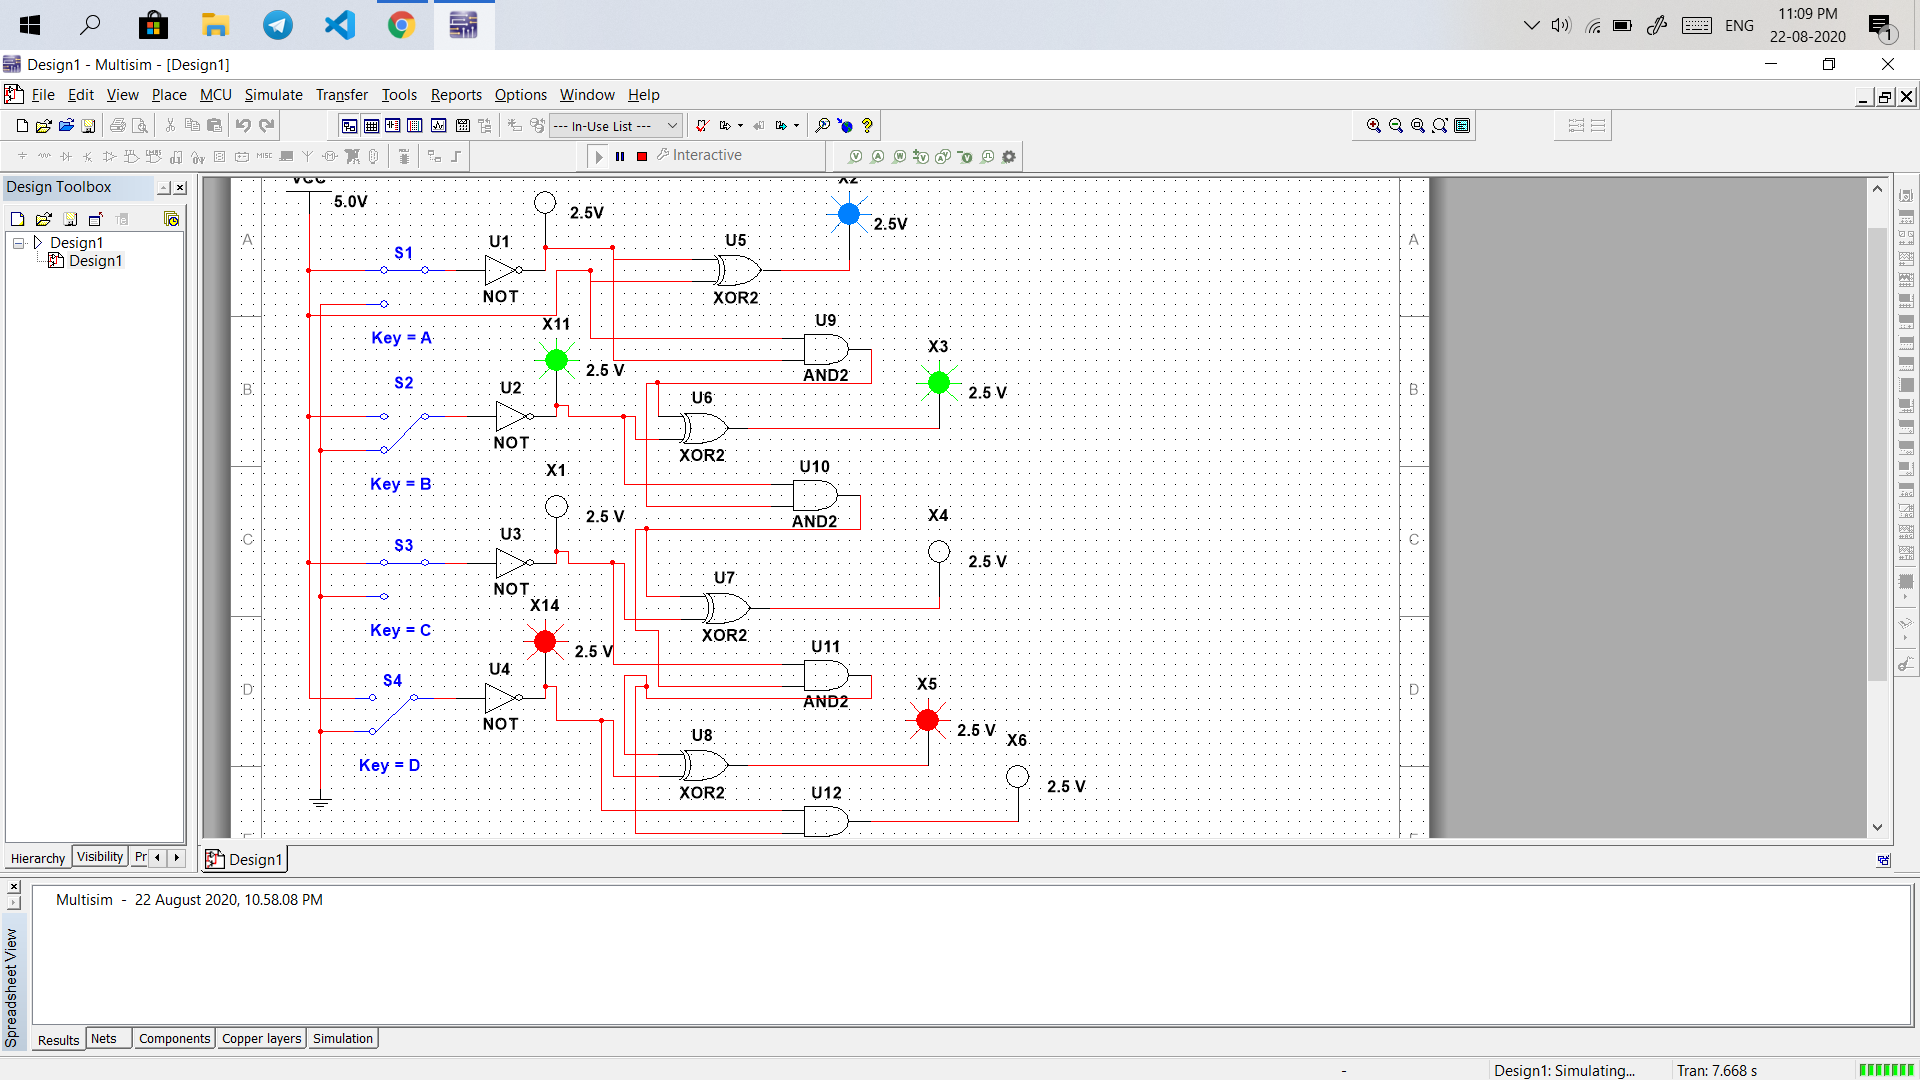 11:09 PM
ENG
22-08-2020
1
Design1 - Multisim - [Design1]
File Edit View Place MCU Simulate Transfer Tools Reports Options Window Help
--- In-Use List ---
Interactive
Design Toolbox
Design1
Design1
Hierarchy Visibility Pr
VCC
5.0V
2.5V
X2
2.5V
A
A
S1
U1
NOT
U5
XOR2
Key = A
X11
2.5 V
U9
AND2
X3
2.5 V
B
B
S2
U2
NOT
U6
XOR2
Key = B
X1
2.5 V
U10
AND2
X4
2.5 V
C
C
S3
U3
NOT
U7
XOR2
Key = C
X14
2.5 V
U11
AND2
X5
2.5 V
D
D
S4
U4
NOT
U8
XOR2
X6
2.5 V
Key = D
U12
Design1
Multisim - 22 August 2020, 10.58.08 PM
Spreadsheet View
Results Nets Components Copper layers Simulation
- Design1: Simulating... Tran: 7.668 s